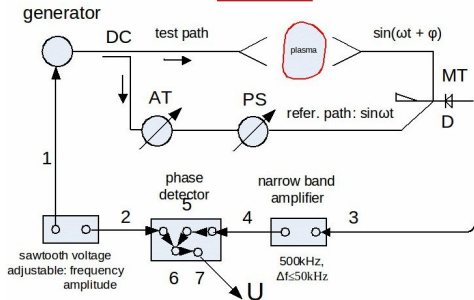 generator
DC
test path
plasma
sin(ωt + φ)
MT
AT
PS
refer. path: sinωt
D
1
phase
detector
narrow band
amplifier
5
2
4
3
sawtooth voltage
adjustable: frequency
amplitude
6
7
U
500kHz,
Δf≤50kHz